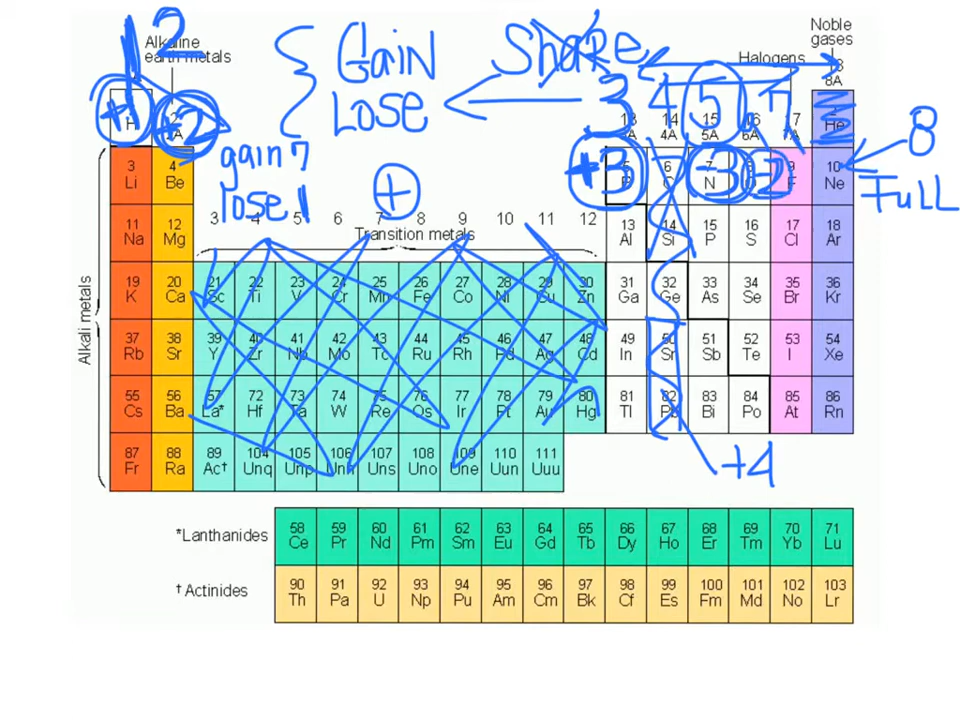 1 2
Alkaline
earth metals
Gain
Share
Noble
gases
Halogens
18
8A
Lose
3 4 5 7
+1
H
+2
13 14 15 16 17
8
He
gain 7
lose 1
+
+3 -3 -2
Full
3 4 5 6 7 8 9 10
Li Be B C N F Ne
11 12 3 4 5 6 7 8 9 10 11 12 13 14 15 16 17 18
Na Mg Transition metals Al Si P S Cl Ar
19 20 21 22 23 24 25 26 27 28 29 30 31 32 33 34 35 36
K Ca Sc Ti V Cr Mn Fe Co Ni Cu Zn Ga Ge As Se Br Kr
Alkali metals
37 38 39 40 41 42 43 44 45 46 47 48 49 50 51 52 53 54
Rb Sr Y Zr Nb Mo Tc Ru Rh Pd Ag Cd In Sn Sb Te I Xe
55 56 57 72 73 74 75 76 77 78 79 80 81 82 83 84 85 86
Cs Ba La* Hf Ta W Re Os Ir Pt Au Hg Tl Pb Bi Po At Rn
87 88 89 104 105 106 107 108 109 110 111
Fr Ra Ac† Unq Unp Unh Uns Uno Une Uun Uuu
+4
58 59 60 61 62 63 64 65 66 67 68 69 70 71
*Lanthanides Ce Pr Nd Pm Sm Eu Gd Tb Dy Ho Er Tm Yb Lu
90 91 92 93 94 95 96 97 98 99 100 101 102 103
† Actinides Th Pa U Np Pu Am Cm Bk Cf Es Fm Md No Lr